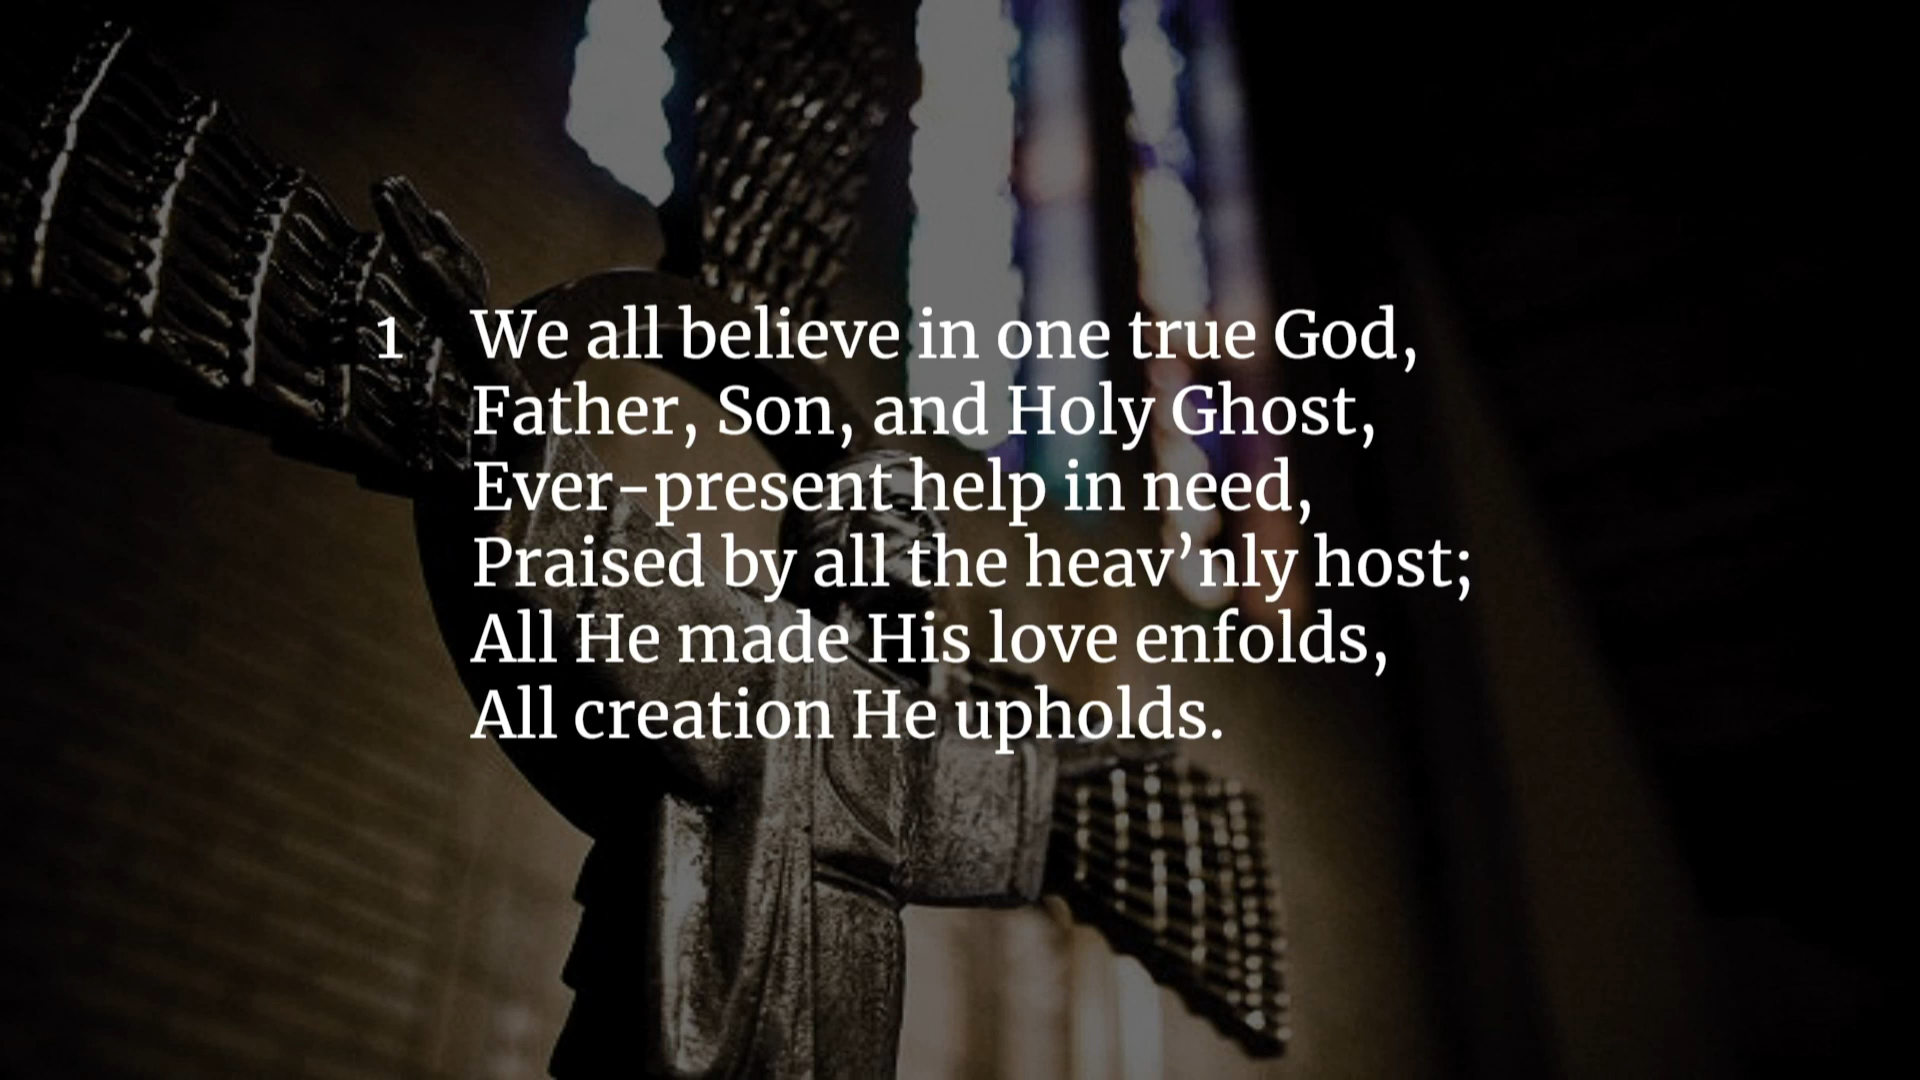 1 We all believe in one true God,
Father, Son, and Holy Ghost,
Ever-present help in need,
Praised by all the heav’nly host;
All He made His love enfolds,
All creation He upholds.